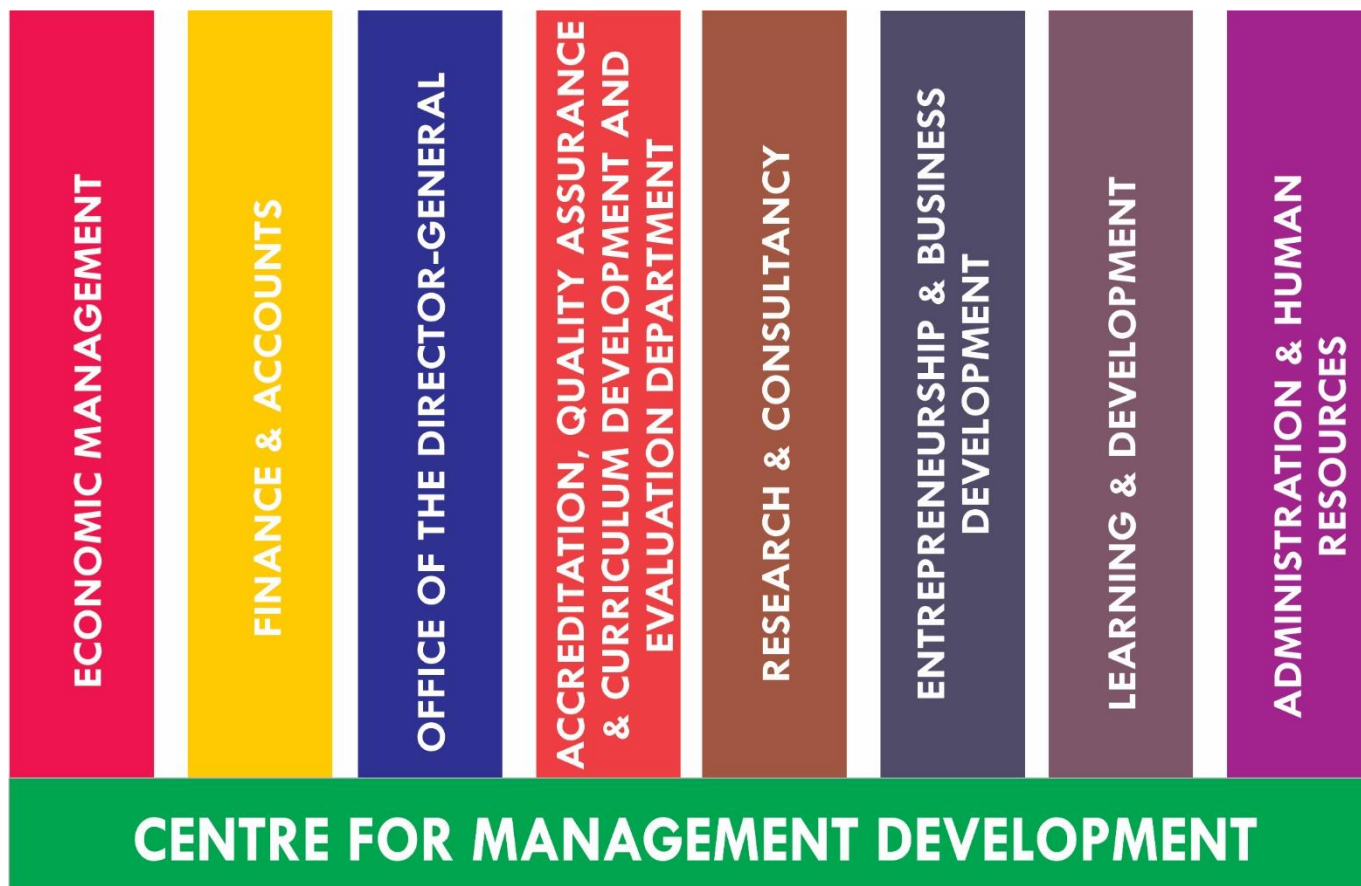 ECONOMIC MANAGEMENT
FINANCE & ACCOUNTS
OFFICE OF THE DIRECTOR-GENERAL
ACCREDITATION, QUALITY ASSURANCE
& CURRICULUM DEVELOPMENT AND
EVALUATION DEPARTMENT
RESEARCH & CONSULTANCY
ENTREPRENEURSHIP & BUSINESS
DEVELOPMENT
LEARNING & DEVELOPMENT
ADMINISTRATION & HUMAN
RESOURCES
CENTRE FOR MANAGEMENT DEVELOPMENT